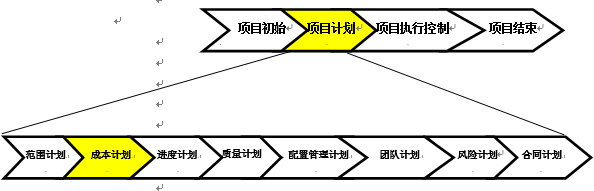 项目初始 项目计划 项目执行控制 项目结束
范围计划 成本计划 进度计划 质量计划 配置管理计划 团队计划 风险计划 合同计划